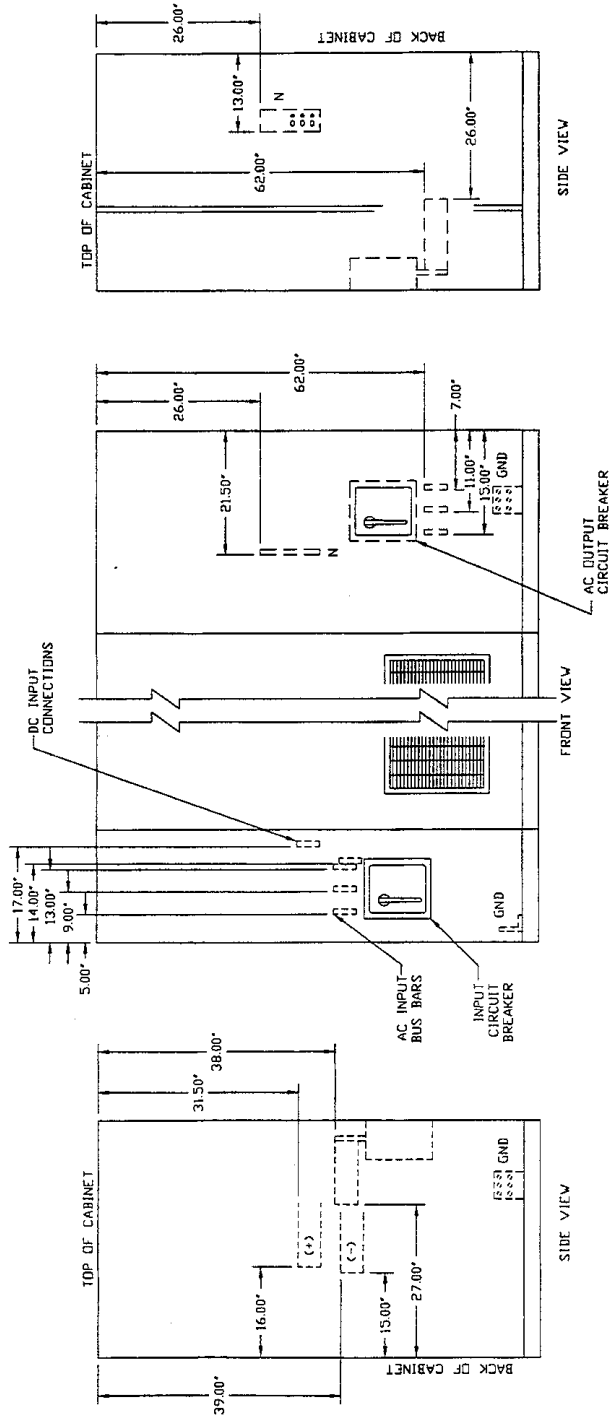 TOP OF CABINET
39.00"
16.00"
31.50"
38.00"
(+)
(-)
15.00"
27.00"
GND
BACK OF CABINET
SIDE VIEW
17.00"
14.00"
13.00"
9.00"
5.00"
DC INPUT
CONNECTIONS
AC INPUT
BUS BARS
INPUT
CIRCUIT
BREAKER
GND
FRONT VIEW
21.50"
26.00"
62.00"
N
7.00"
11.00"
15.00"
GND
AC OUTPUT
CIRCUIT BREAKER
TOP OF CABINET
26.00"
13.00"
N
62.00"
26.00"
BACK OF CABINET
SIDE VIEW